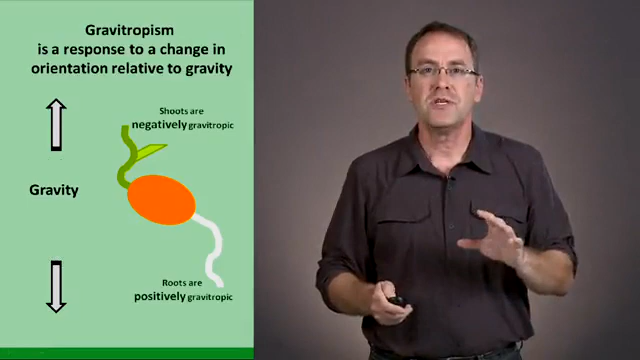 Gravitropism
is a response to a change in
orientation relative to gravity
Shoots are
negatively gravitropic
Gravity
Roots are
positively gravitropic